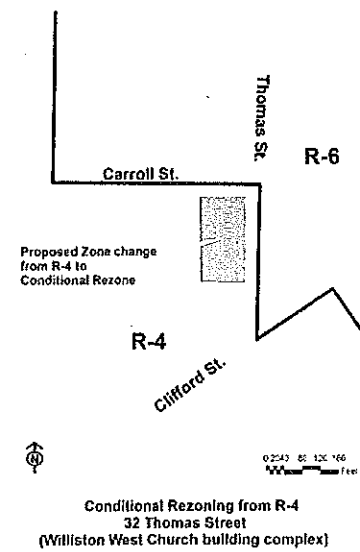 Thomas St.
R-6
Carroll St.
Proposed Zone change
from R-4 to
Conditional Rezone
R-4
Clifford St.
N
Feet
Conditional Rezoning from R-4
32 Thomas Street
(Williston West Church building complex)